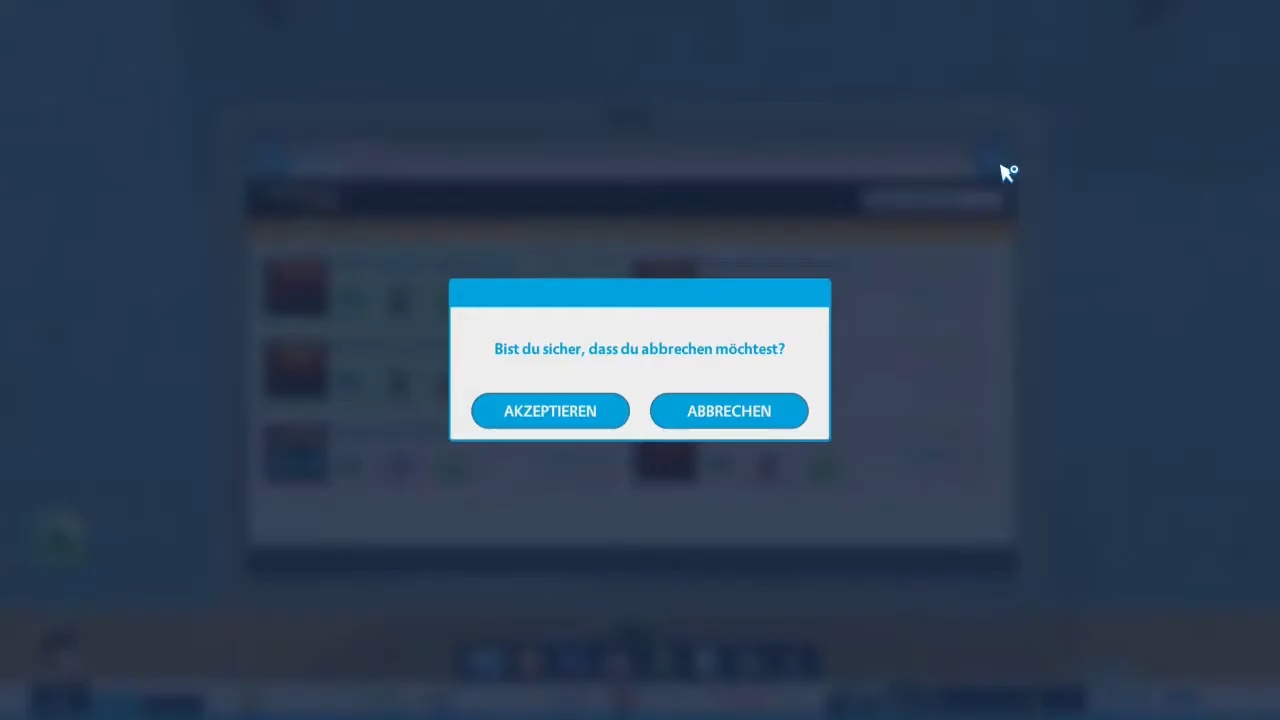 Bist du sicher, dass du abbrechen möchtest?
AKZEPTIEREN
ABBRECHEN